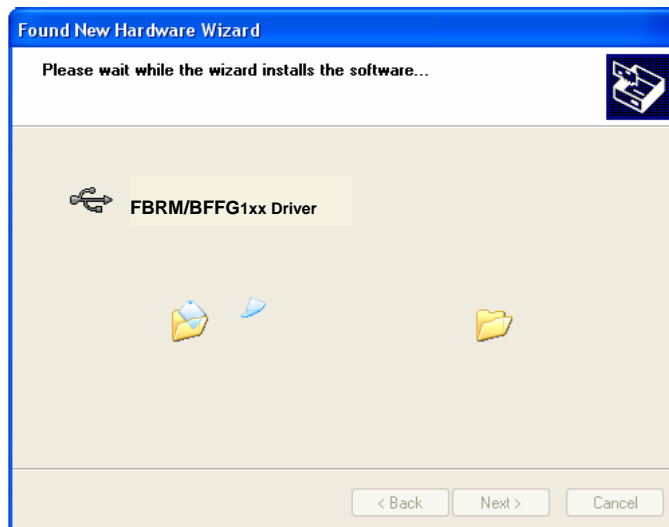 Found New Hardware Wizard
Please wait while the wizard installs the software...
FBRM/BFFG1xx Driver
< Back
Next >
Cancel